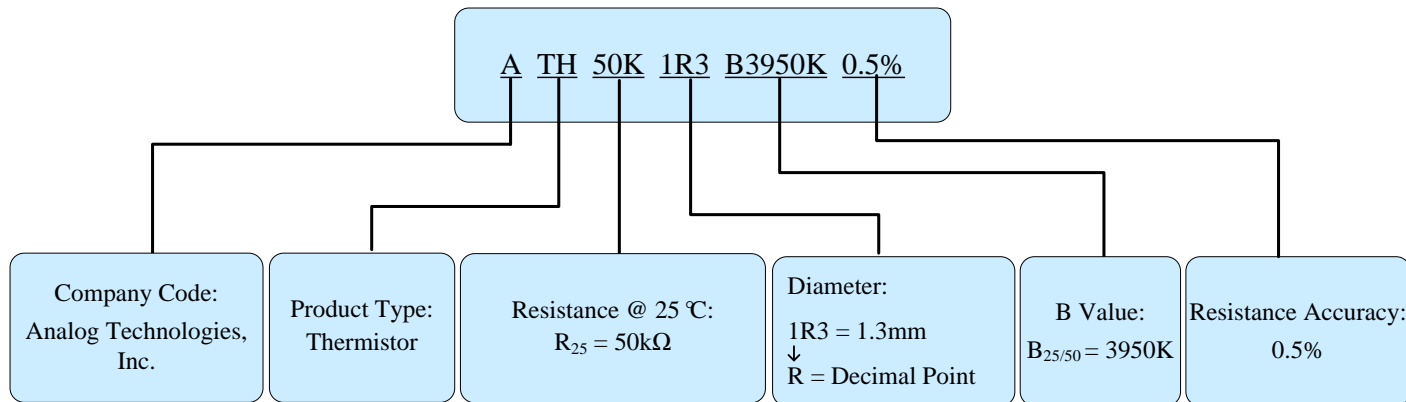 A TH 50K 1R3 B3950K 0.5%
Company Code:
Analog Technologies,
Inc.
Product Type:
Thermistor
Resistance @ 25 ℃:
R₂₅ = 50kΩ
Diameter:
1R3 = 1.3mm
↓
R = Decimal Point
B Value:
B₂₅/₅₀ = 3950K
Resistance Accuracy:
0.5%